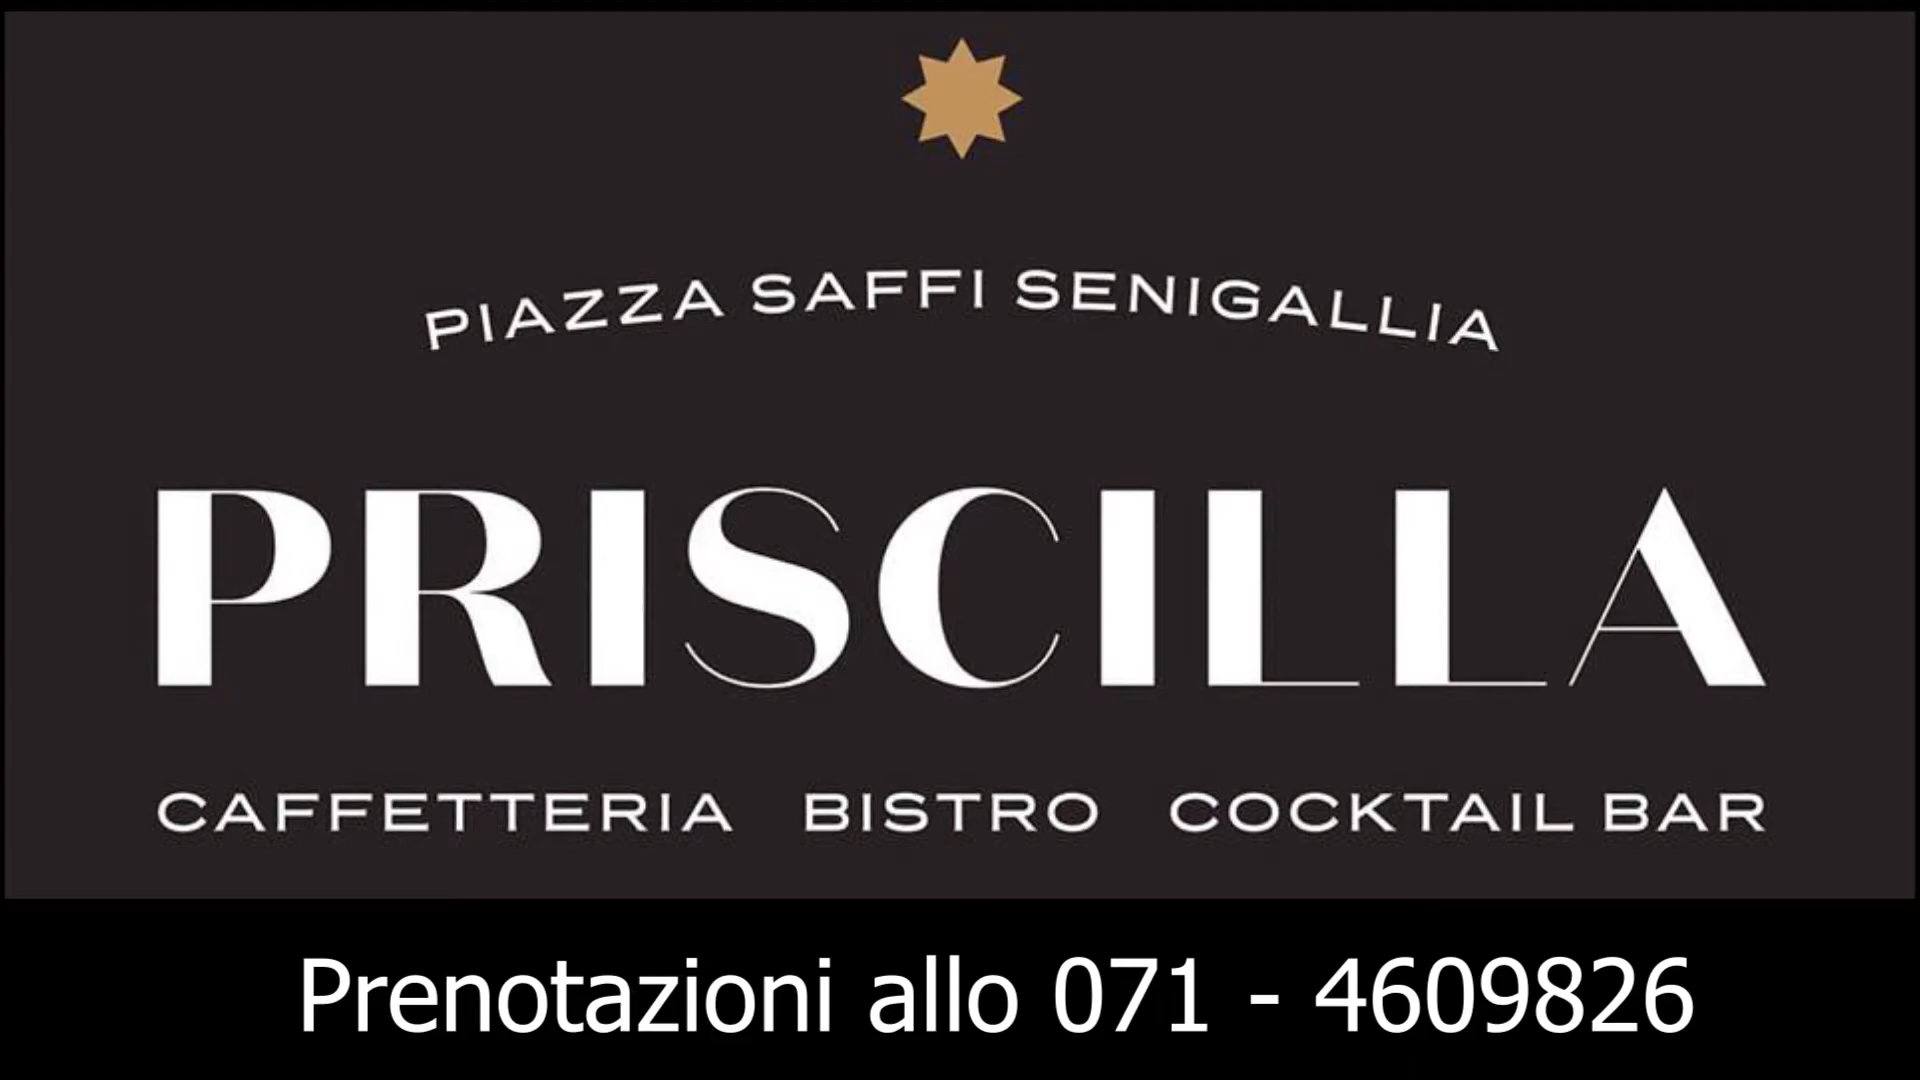 PIAZZA SAFFI SENIGALLIA
PRISCILLA
CAFFETTERIA BISTRO COCKTAIL BAR
Prenotazioni allo 071 - 4609826